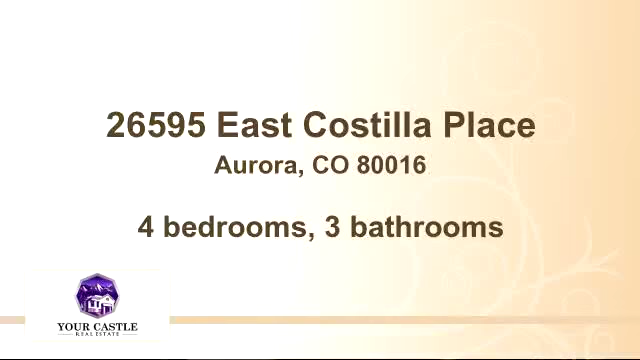 26595 East Costilla Place
Aurora, CO 80016
4 bedrooms, 3 bathrooms
YOUR CASTLE
REAL ESTATE